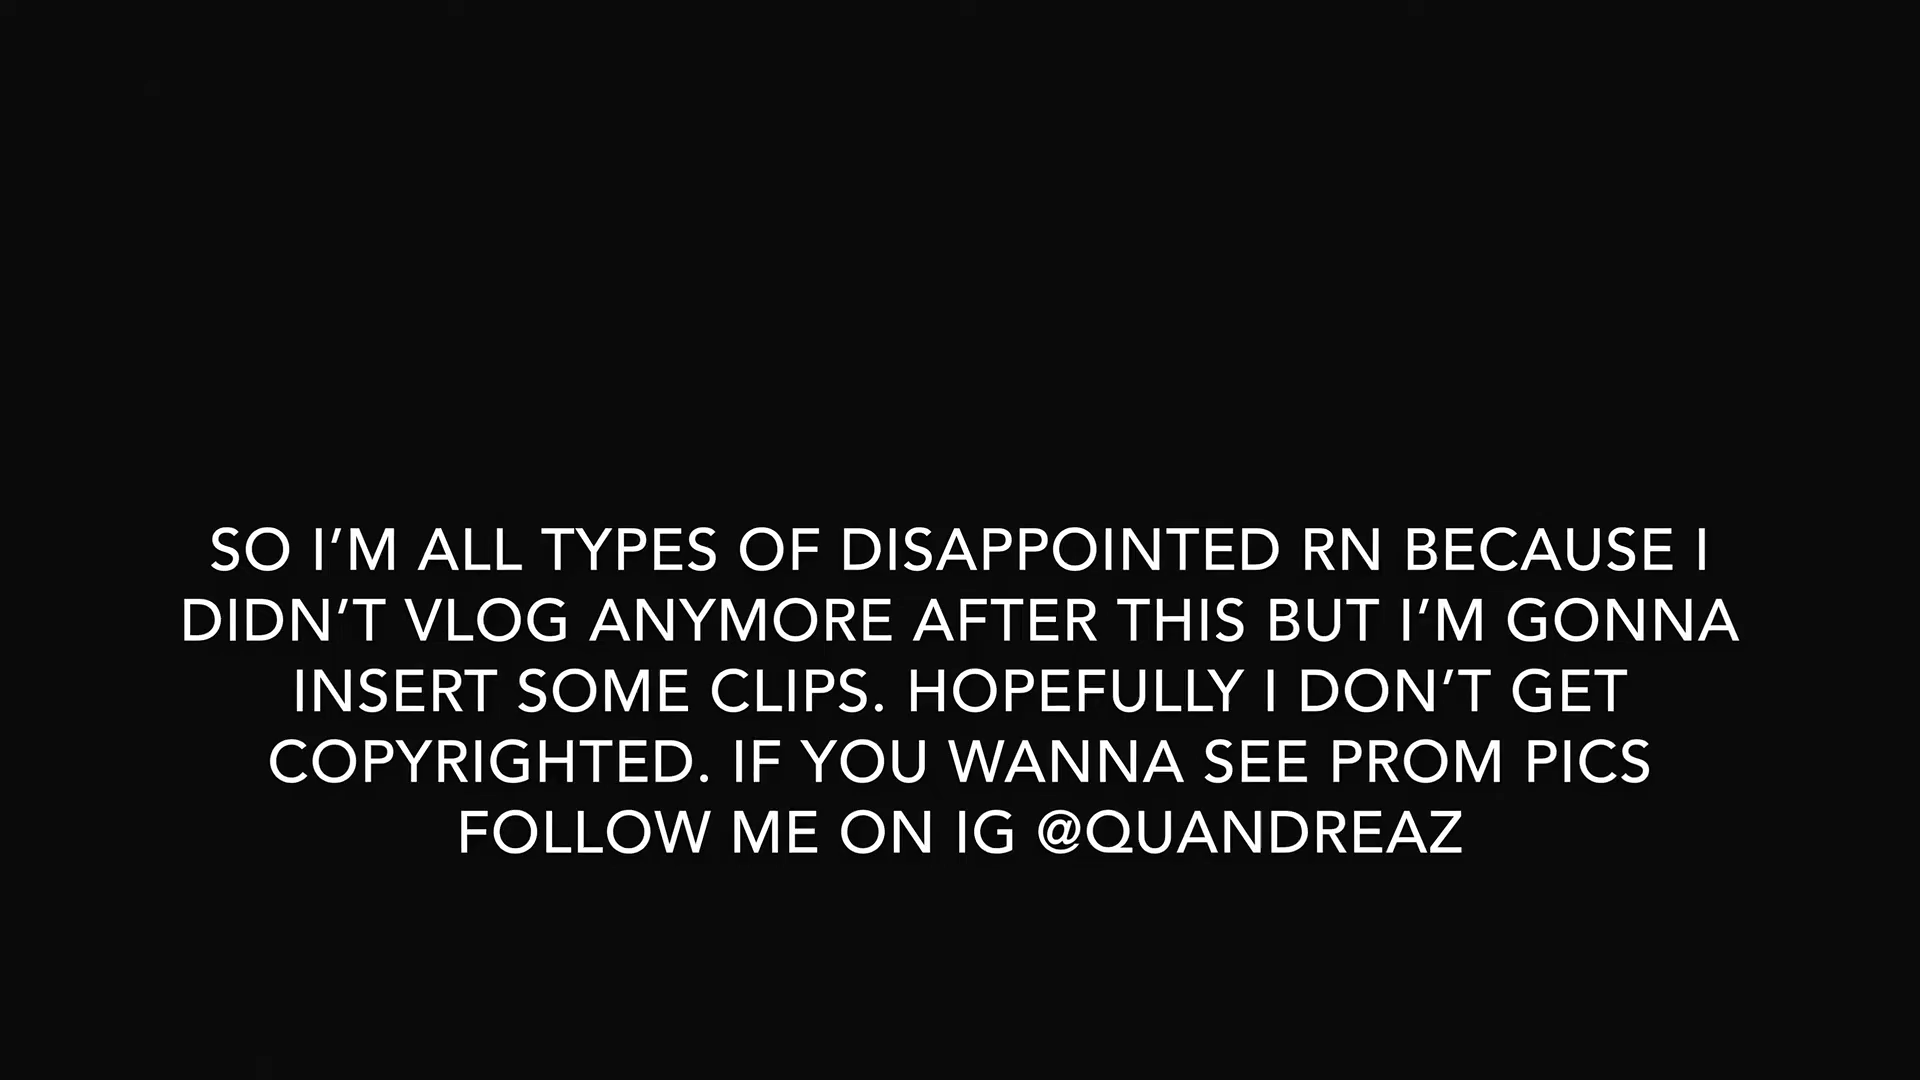 SO I’M ALL TYPES OF DISAPPOINTED RN BECAUSE I
DIDN’T VLOG ANYMORE AFTER THIS BUT I’M GONNA
INSERT SOME CLIPS. HOPEFULLY I DON’T GET
COPYRIGHTED. IF YOU WANNA SEE PROM PICS
FOLLOW ME ON IG @QUANDREAZ